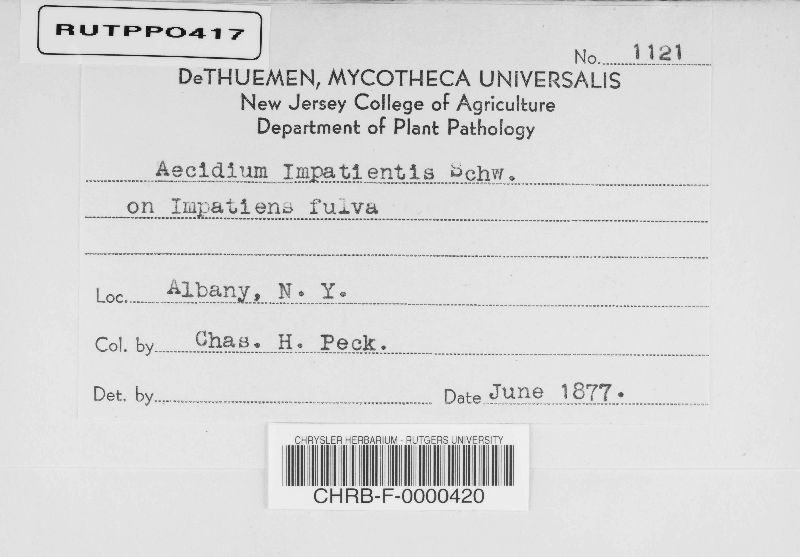 RUTPP0417
No. 1121
DeTHUEMEN, MYCOTHECA UNIVERSALIS
New Jersey College of Agriculture
Department of Plant Pathology
Aecidium Impatientis Schw.
on Impatiens fulva
Loc. Albany, N. Y.
Col. by Chas. H. Peck.
Det. by
Date June 1877.
CHRYSLER HERBARIUM - RUTGERS UNIVERSITY
CHRB-F-0000420